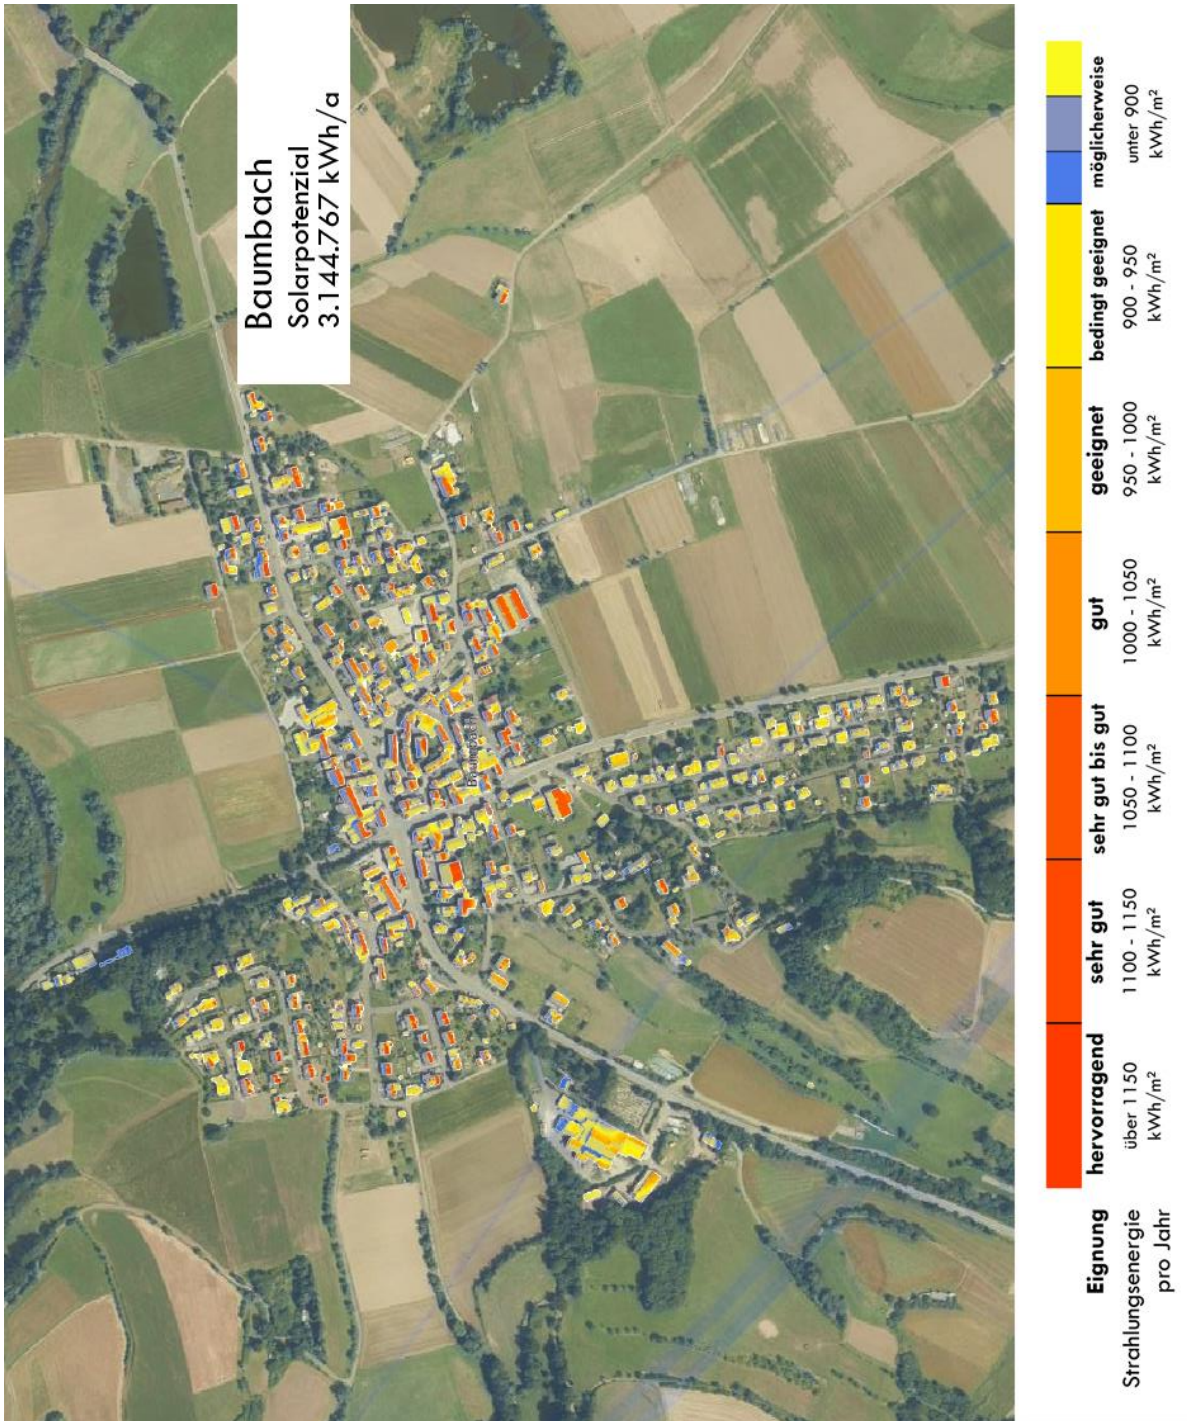 Baumbach
Solarpotenzial
3.144.767 kWh/a
Eignung
hervorragend
sehr gut
sehr gut bis gut
gut
geeignet
bedingt geeignet
möglicherweise
Strahlungsenergie
pro Jahr
über 1150
kWh/m²
1100 - 1150
kWh/m²
1050 - 1100
kWh/m²
1000 - 1050
kWh/m²
950 - 1000
kWh/m²
900 - 950
kWh/m²
unter 900
kWh/m²